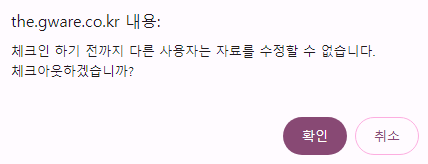 the.gware.co.kr 내용:
체크인 하기 전까지 다른 사용자는 자료를 수정할 수 없습니다.
체크아웃하겠습니까?
확인
취소